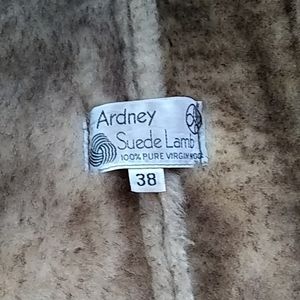 Ardney
Suede Lamb
100% PURE VIRGIN WOOL
38